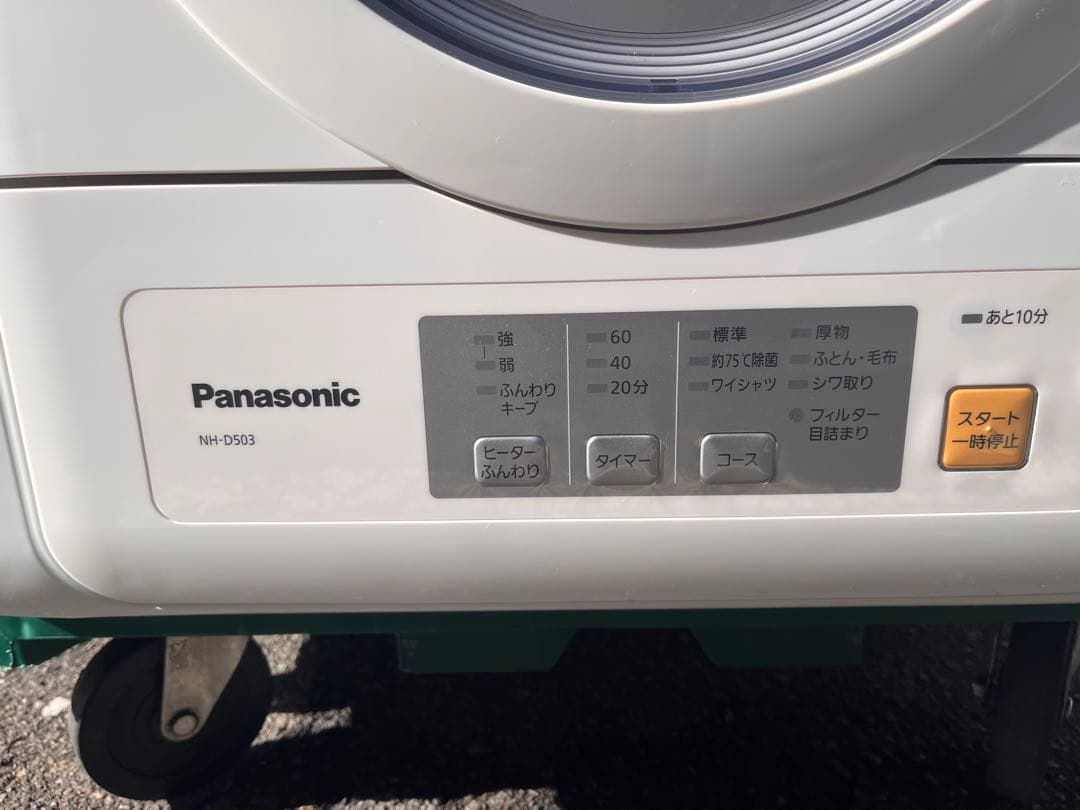 Panasonic
NH-D503
強
弱
ふんわり
キープ
ヒーター
ふんわり
60
40
20分
タイマー
標準
約75℃除菌
ワイシャツ
コース
厚物
ふとん・毛布
シワ取り
フィルター
目詰まり
あと10分
スタート
一時停止